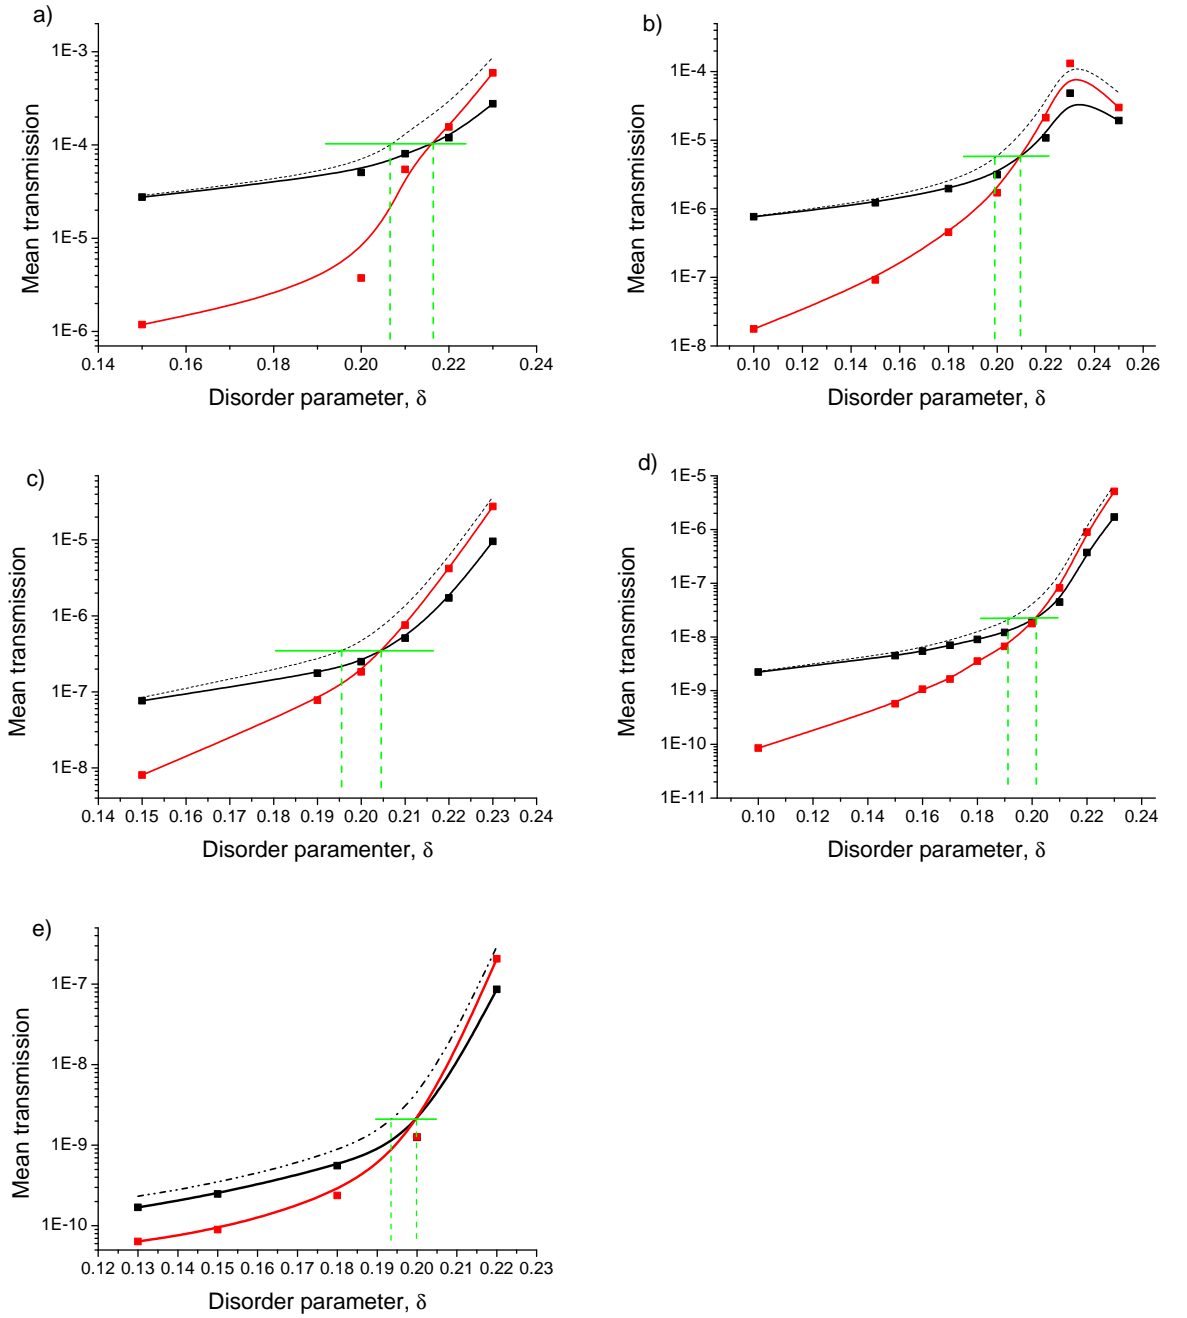 a)
1E-3
1E-4
1E-5
1E-6
0.14 0.16 0.18 0.20 0.22 0.24
Mean transmission
Disorder parameter, δ
b)
1E-4
1E-5
1E-6
1E-7
1E-8
0.10 0.12 0.14 0.16 0.18 0.20 0.22 0.24 0.26
Mean transmission
Disorder parameter, δ
c)
1E-5
1E-6
1E-7
1E-8
0.14 0.15 0.16 0.17 0.18 0.19 0.20 0.21 0.22 0.23 0.24
Mean transmission
Disorder paramenter, δ
d)
1E-5
1E-6
1E-7
1E-8
1E-9
1E-10
1E-11
0.10 0.12 0.14 0.16 0.18 0.20 0.22 0.24
Mean transmission
Disorder parameter, δ
e)
1E-7
1E-8
1E-9
1E-10
0.12 0.13 0.14 0.15 0.16 0.17 0.18 0.19 0.20 0.21 0.22 0.23
Mean transmission
Disorder parameter, δ